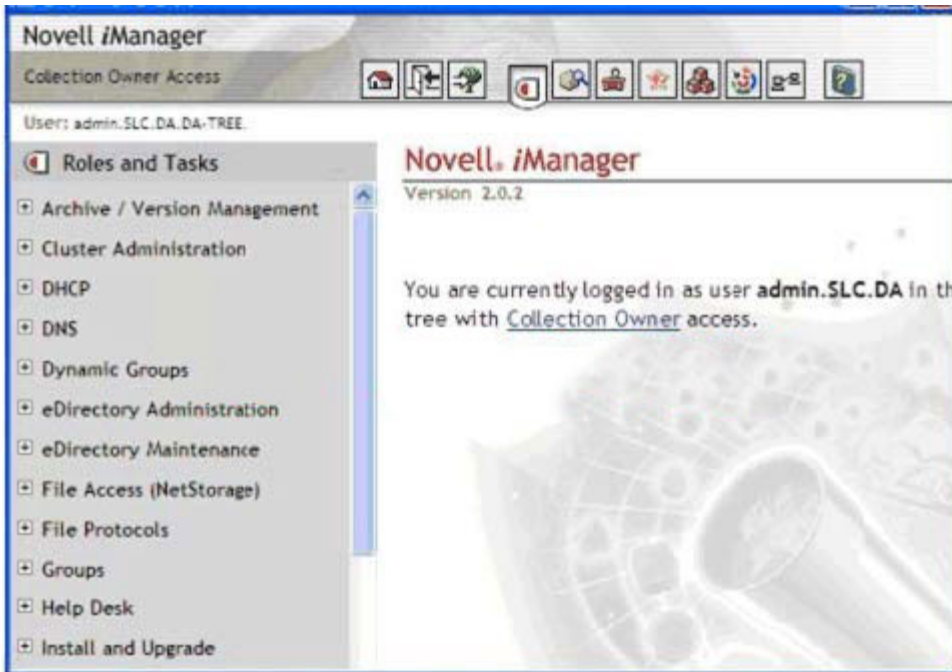 Novell iManager
Collection Owner Access
User: admin.SLC.DA.DA-TREE.
Roles and Tasks
Archive / Version Management
Cluster Administration
DHCP
DNS
Dynamic Groups
eDirectory Administration
eDirectory Maintenance
File Access (NetStorage)
File Protocols
Groups
Help Desk
Install and Upgrade
Novell® iManager
Version 2.0.2
You are currently logged in as user admin.SLC.DA in
tree with Collection Owner access.